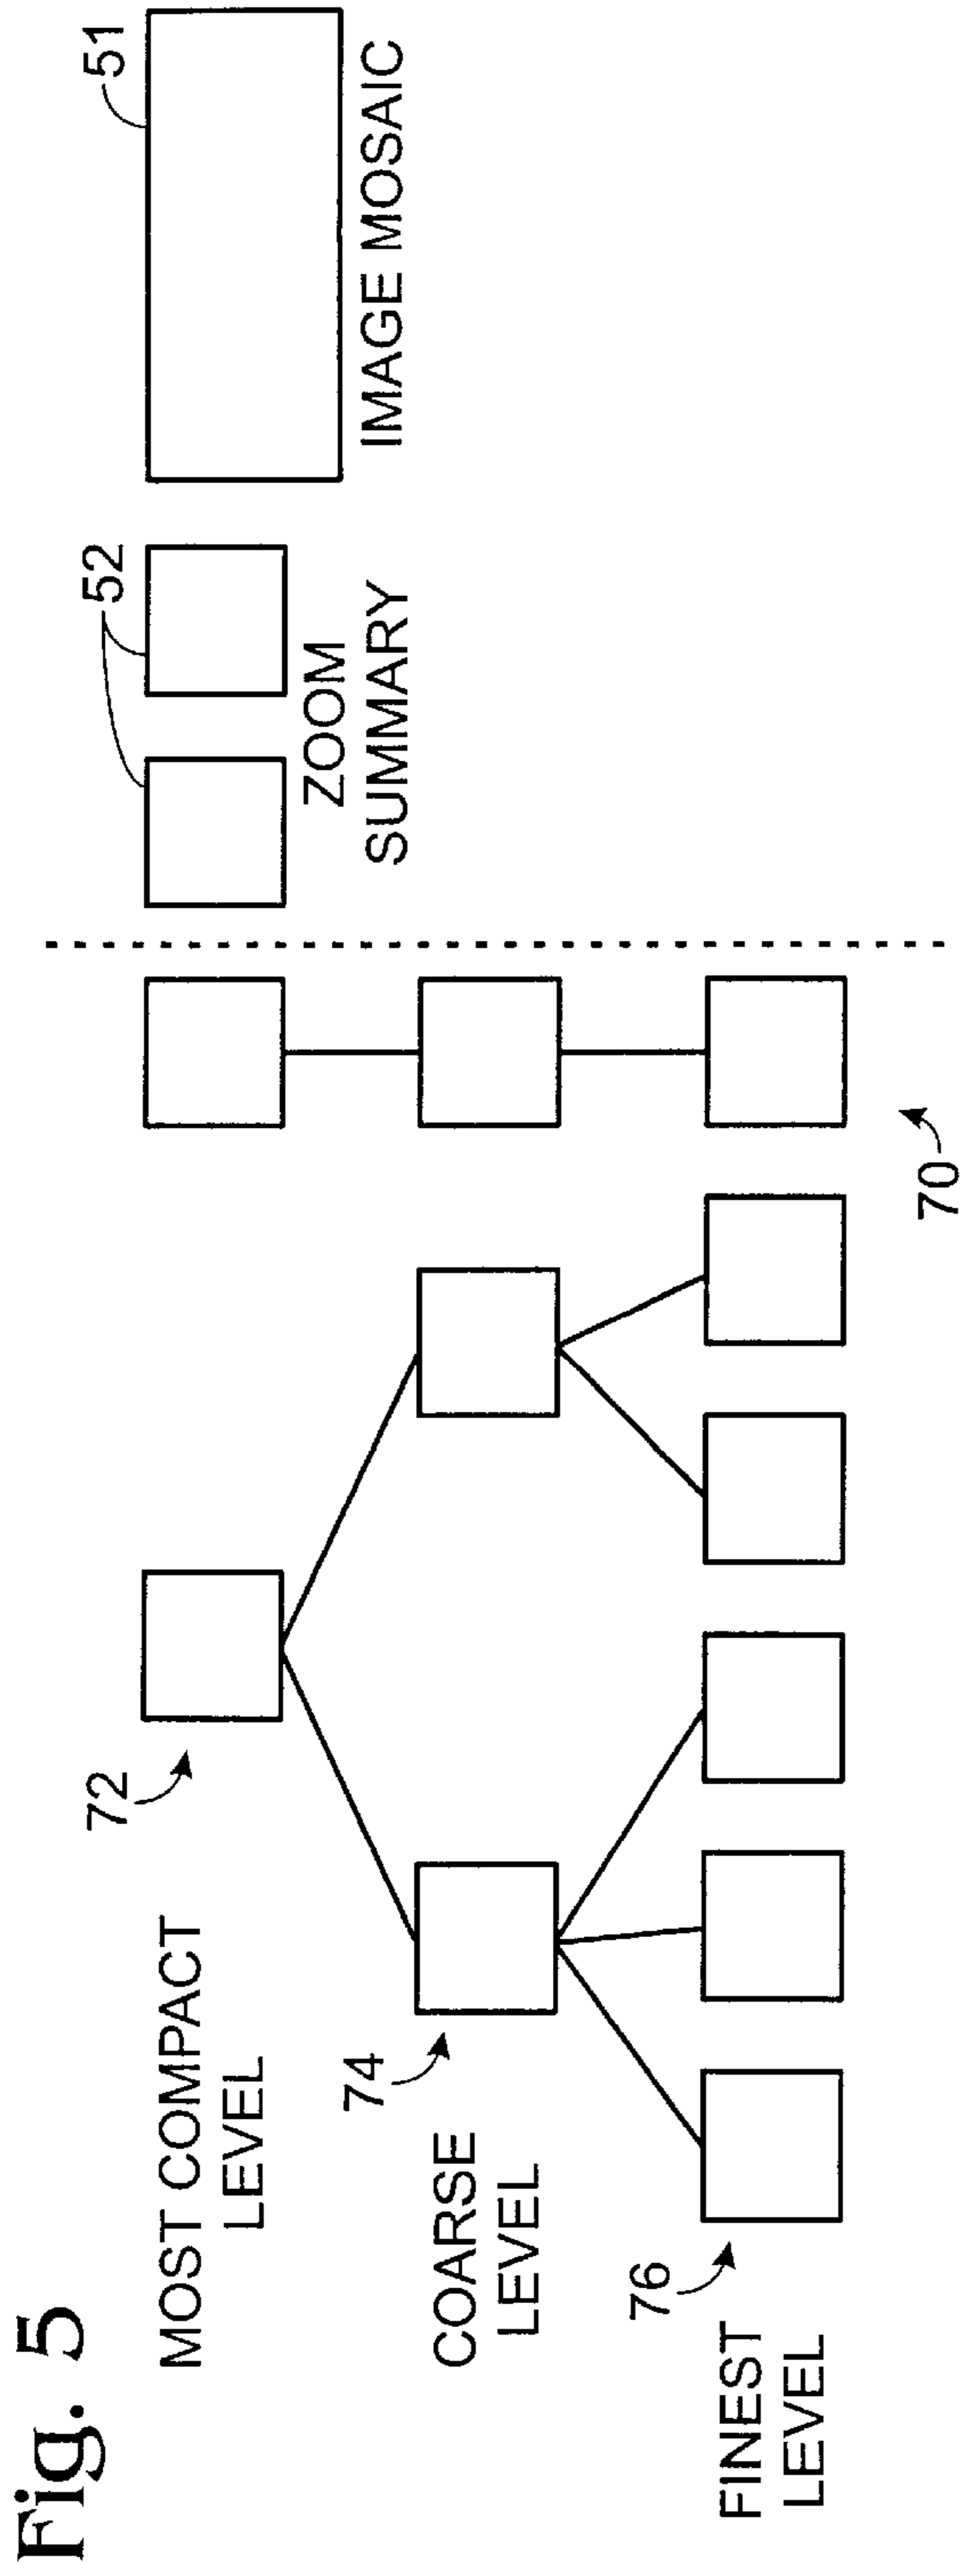 Fig. 5
MOST COMPACT
LEVEL
72
COARSE
LEVEL
74
FINEST
LEVEL
76
70
52
ZOOM
SUMMARY
51
IMAGE MOSAIC